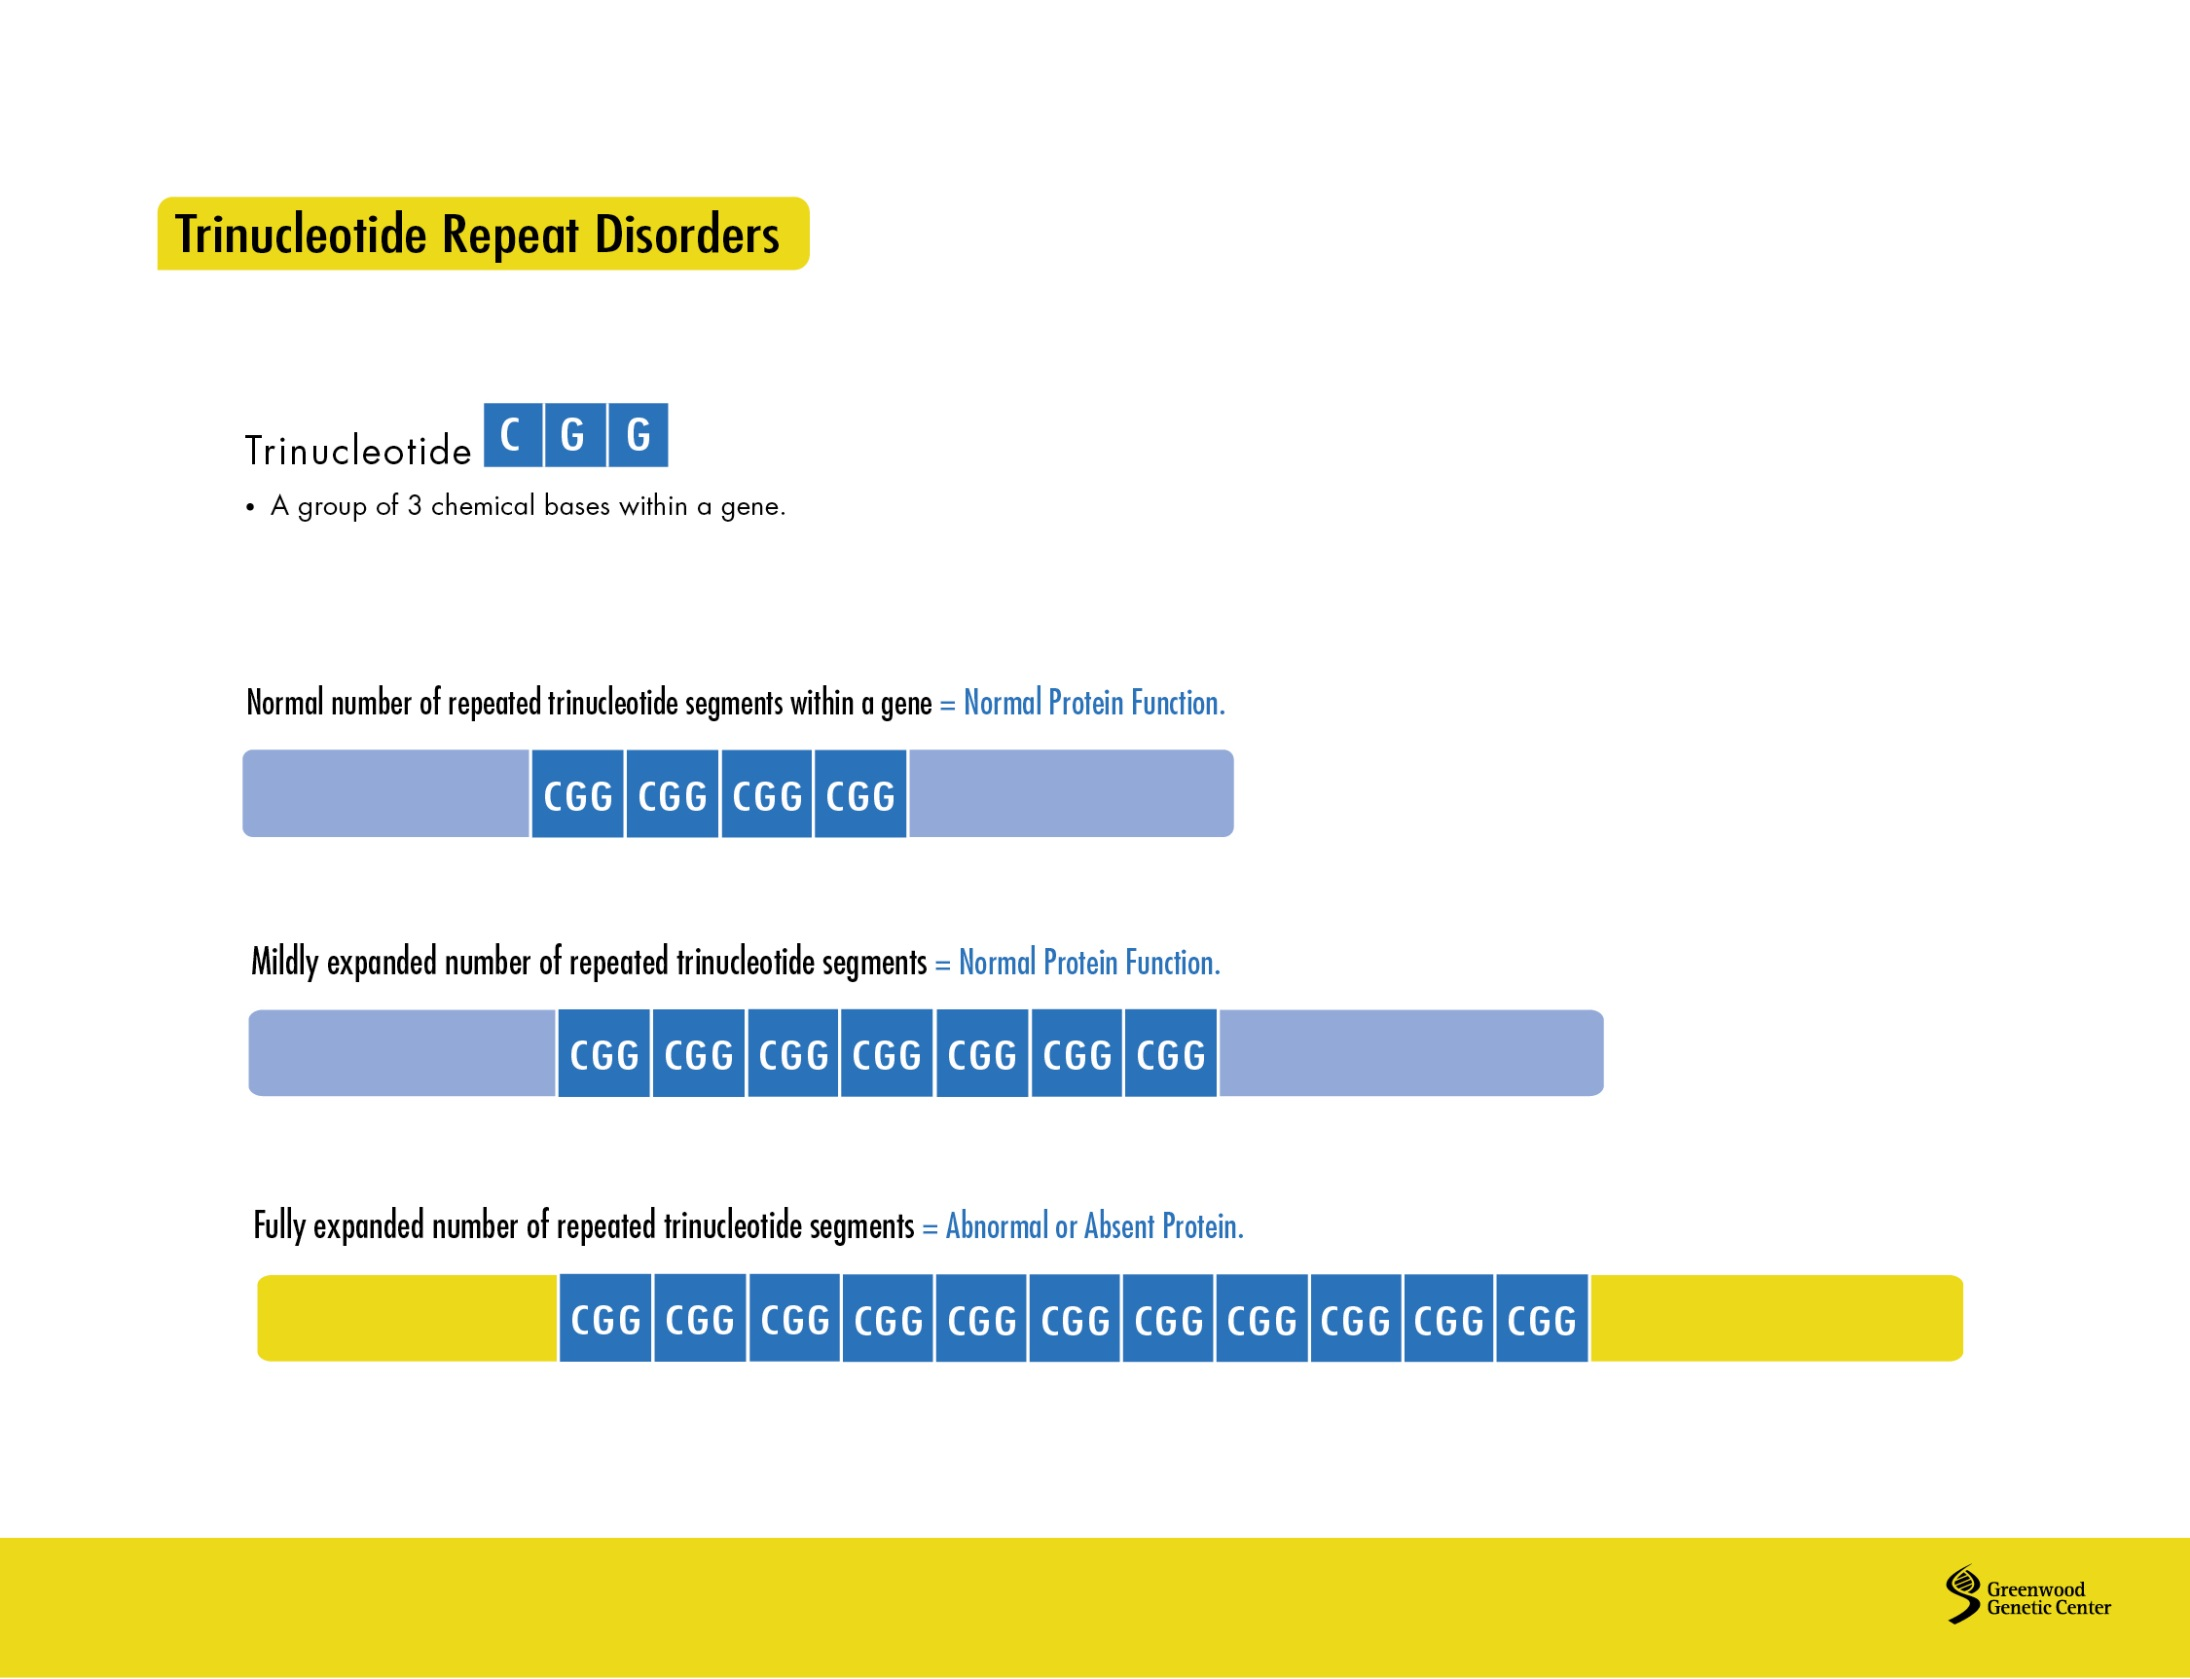 Trinucleotide Repeat Disorders
Trinucleotide C G G
• A group of 3 chemical bases within a gene.
Normal number of repeated trinucleotide segments within a gene = Normal Protein Function.
CGG CGG CGG CGG
Mildly expanded number of repeated trinucleotide segments = Normal Protein Function.
CGG CGG CGG CGG CGG CGG CGG
Fully expanded number of repeated trinucleotide segments = Abnormal or Absent Protein.
CGG CGG CGG CGG CGG CGG CGG CGG CGG CGG CGG
Greenwood
Genetic Center